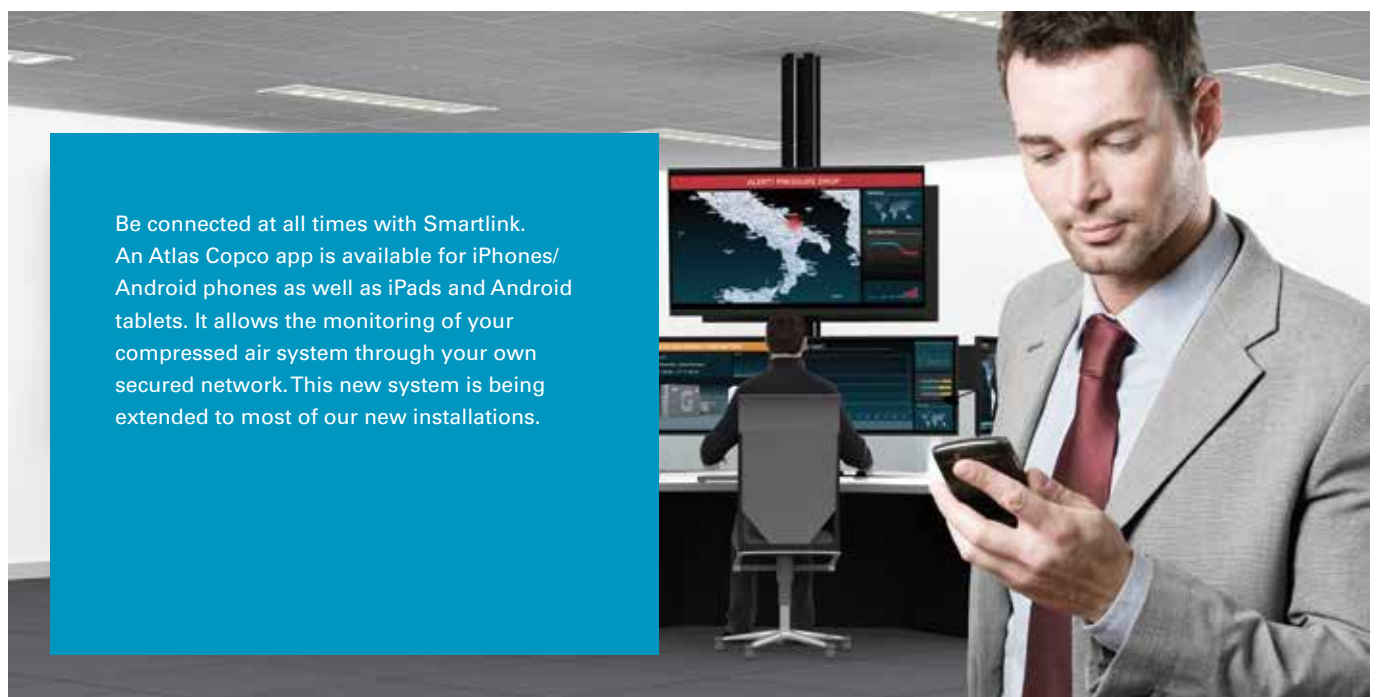 Be connected at all times with Smartlink.
An Atlas Copco app is available for iPhones/
Android phones as well as iPads and Android
tablets. It allows the monitoring of your
compressed air system through your own
secured network. This new system is being
extended to most of our new installations.
ALERT! PRESSURE DROP